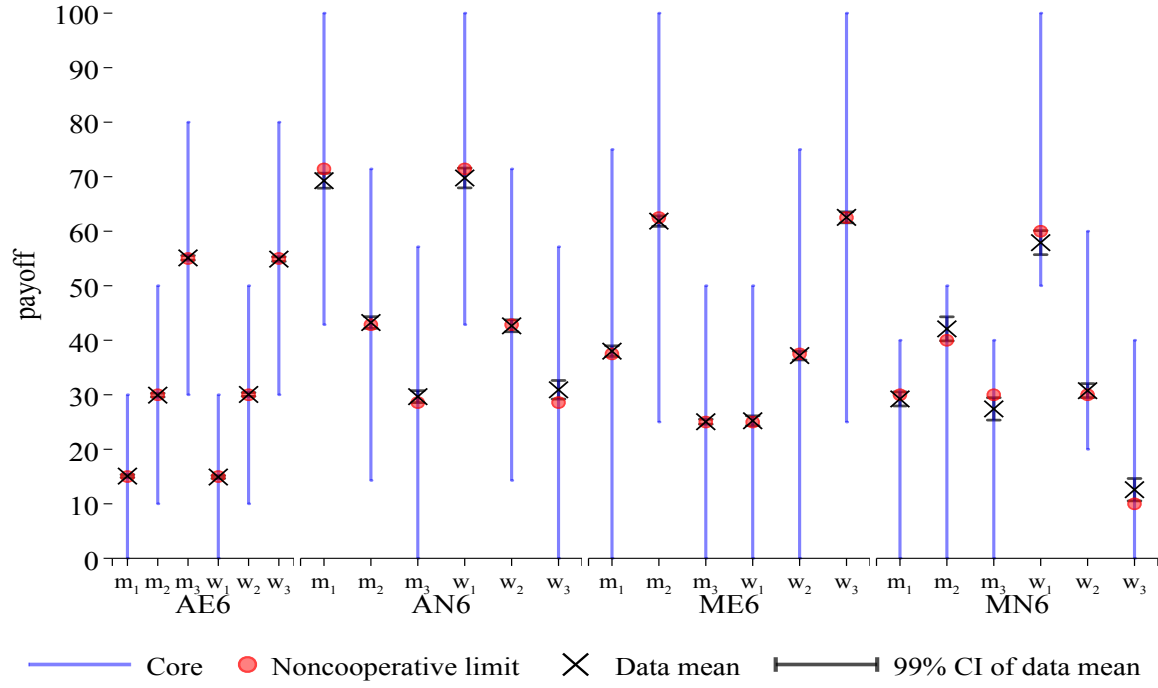 100
90
80
70
60
50
40
30
20
10
0
payoff
m1 m2 m3 w1 w2 w3 m1 m2 m3 w1 w2 w3 m1 m2 m3 w1 w2 w3 m1 m2 m3 w1 w2 w3
AE6 AN6 ME6 MN6
Core Noncooperative limit Data mean 99% CI of data mean